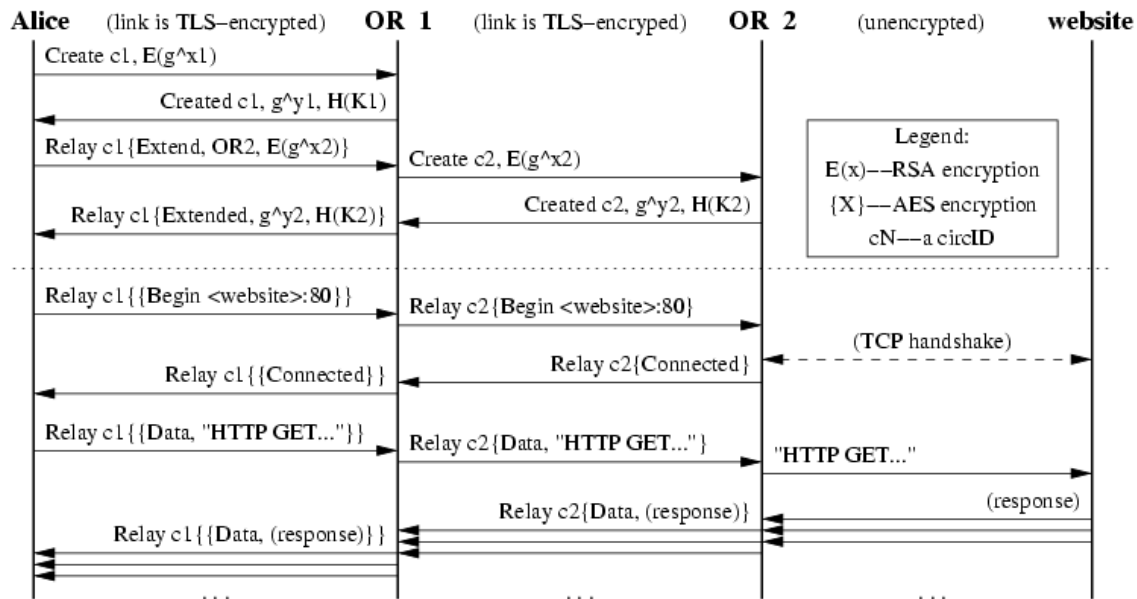 Alice (link is TLS–encrypted) OR 1 (link is TLS–encrypted) OR 2 (unencrypted) website
Create c1, E(g^x1)
Created c1, g^y1, H(K1)
Relay c1{Extend, OR2, E(g^x2)}
Create c2, E(g^x2)
Created c2, g^y2, H(K2)
Relay c1{Extended, g^y2, H(K2)}
Legend:
E(x)––RSA encryption
{X}––AES encryption
cN––a circID
Relay c1{{Begin <website>:80}}
Relay c2{Begin <website>:80}
(TCP handshake)
Relay c2{Connected}
Relay c1{{Connected}}
Relay c1{{Data, "HTTP GET..."}}
Relay c2{Data, "HTTP GET..."}
"HTTP GET..."
(response)
Relay c2{Data, (response)}
Relay c1{{Data, (response)}}
. . . . . . . . .